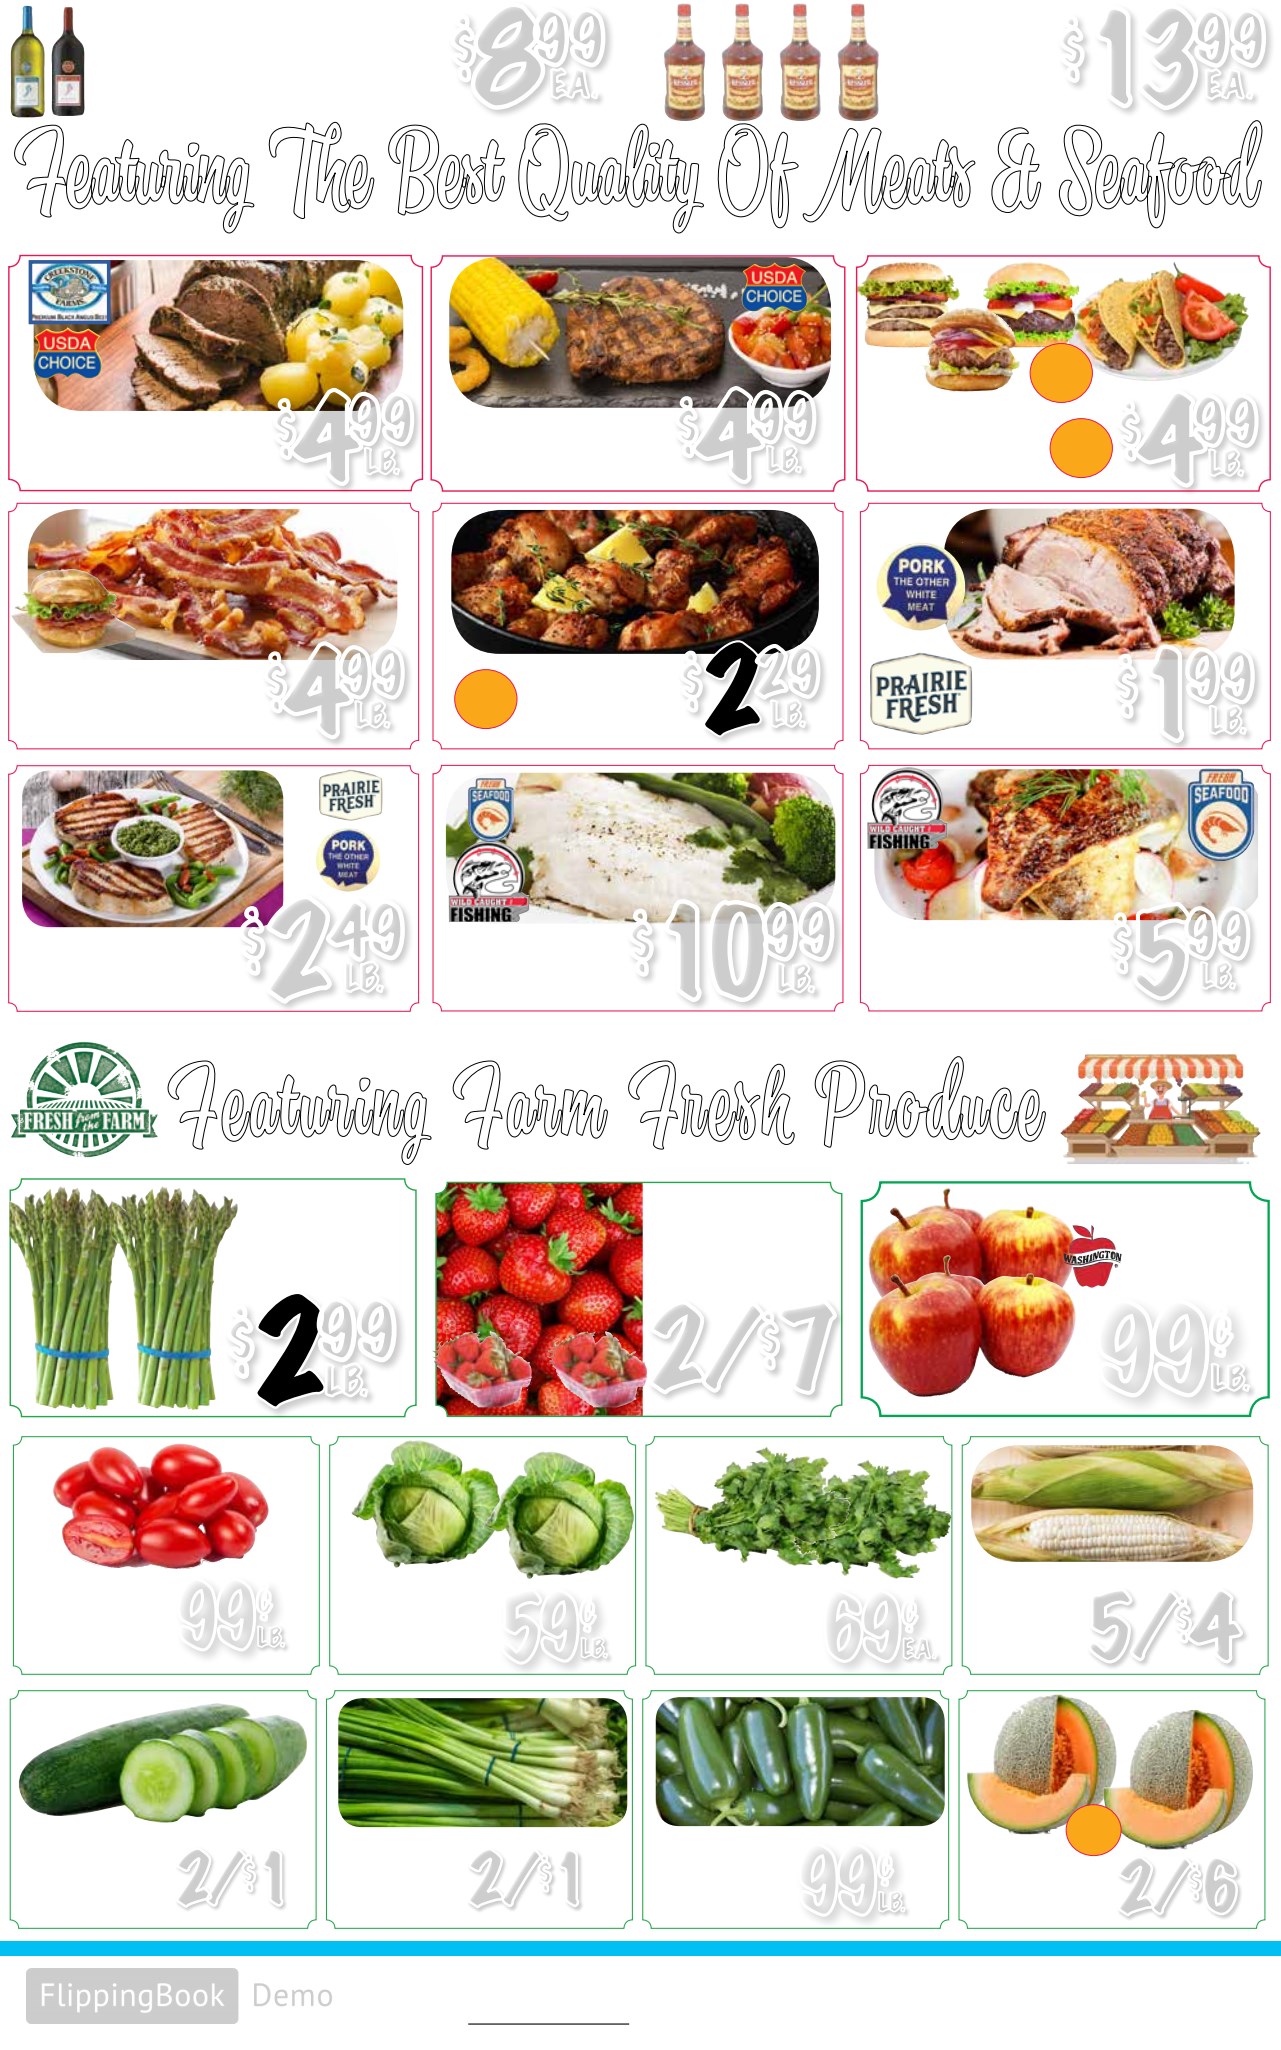 $8.99 EA.
$13.99 EA.
Featuring The Best Quality Of Meats & Seafood
CREEKSTONE FARMS
PREMIUM BLACK ANGUS BEEF
USDA CHOICE
$4.99 LB.
USDA CHOICE
$4.99 LB.
$4.99 LB.
$4.99 LB.
$2.29 LB.
PORK
THE OTHER
WHITE
MEAT
PRAIRIE
FRESH
$1.99 LB.
PRAIRIE
FRESH
PORK
THE OTHER
WHITE
MEAT
$2.49 LB.
FRESH
SEAFOOD
WILD CAUGHT
FISHING
$10.99 LB.
WILD CAUGHT
FISHING
FRESH
SEAFOOD
$5.99 LB.
FRESH from the FARM
Featuring Farm Fresh Produce
$2.99 LB.
2/$7
WASHINGTON
99¢ LB.
99¢ LB.
59¢ LB.
69¢ EA.
5/$4
2/$1
2/$1
99¢ LB.
2/$6
FlippingBook Demo